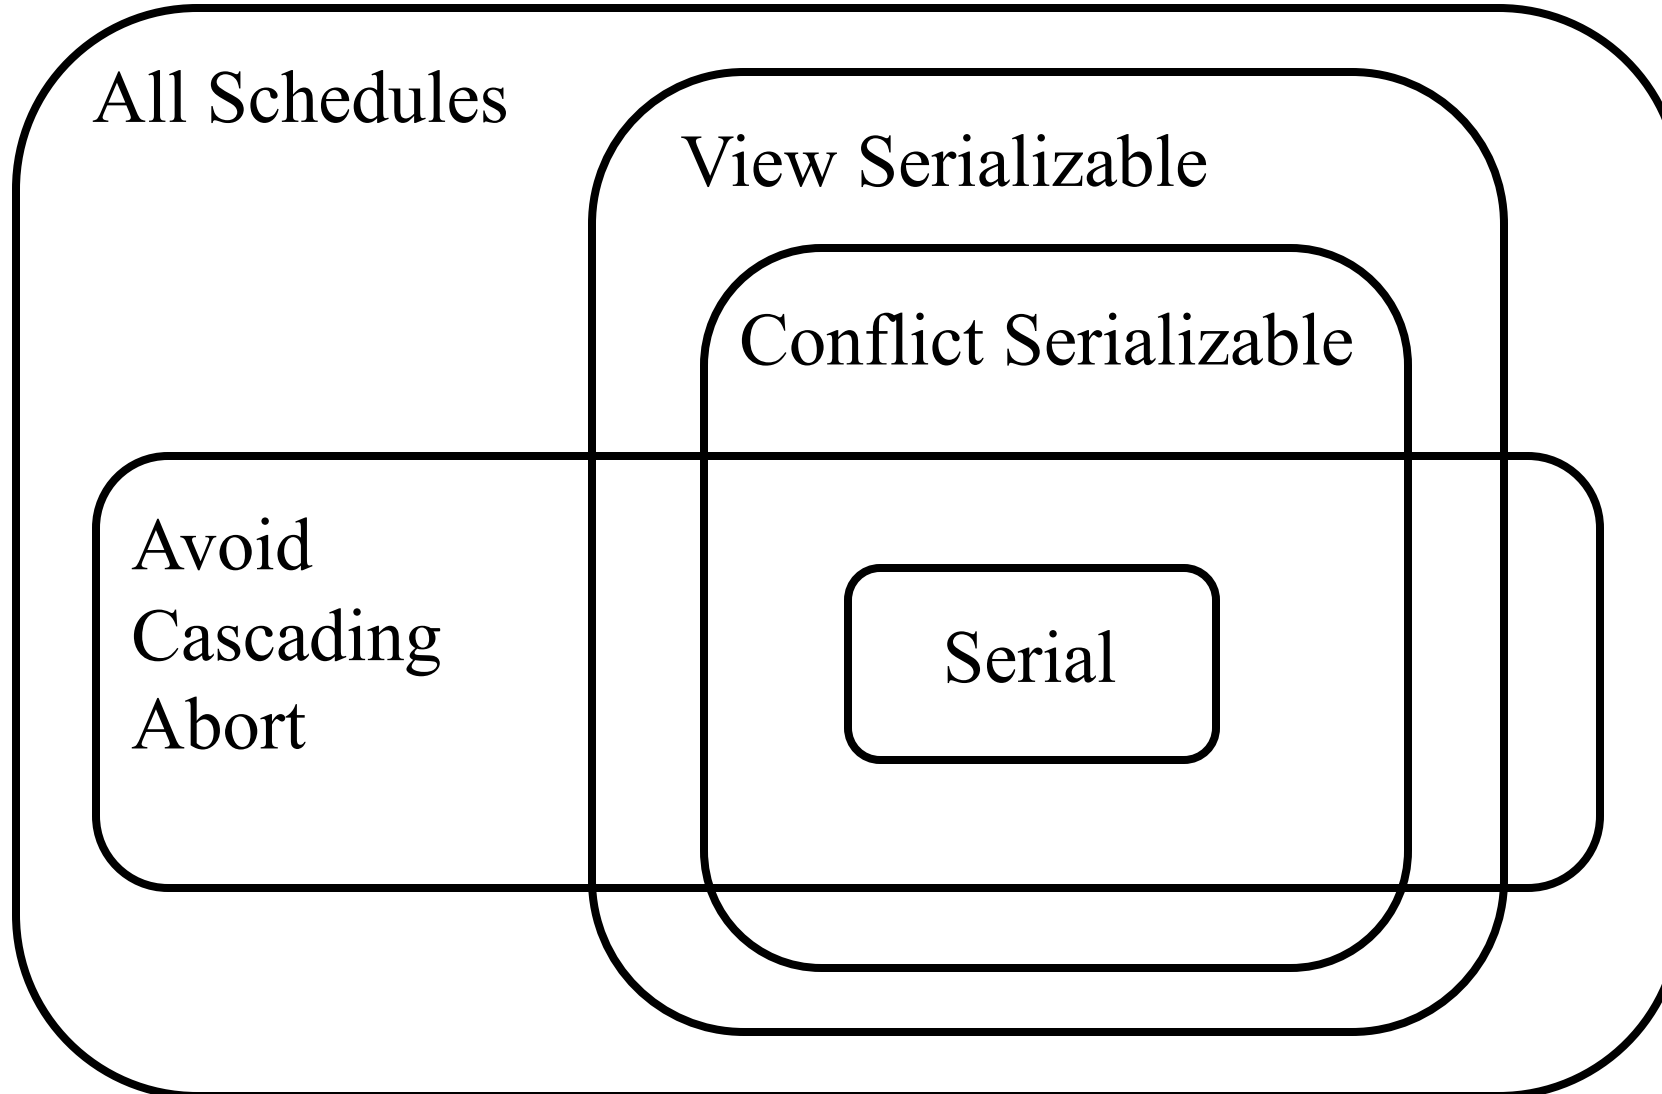 All Schedules
View Serializable
Conflict Serializable
Avoid
Cascading
Abort
Serial